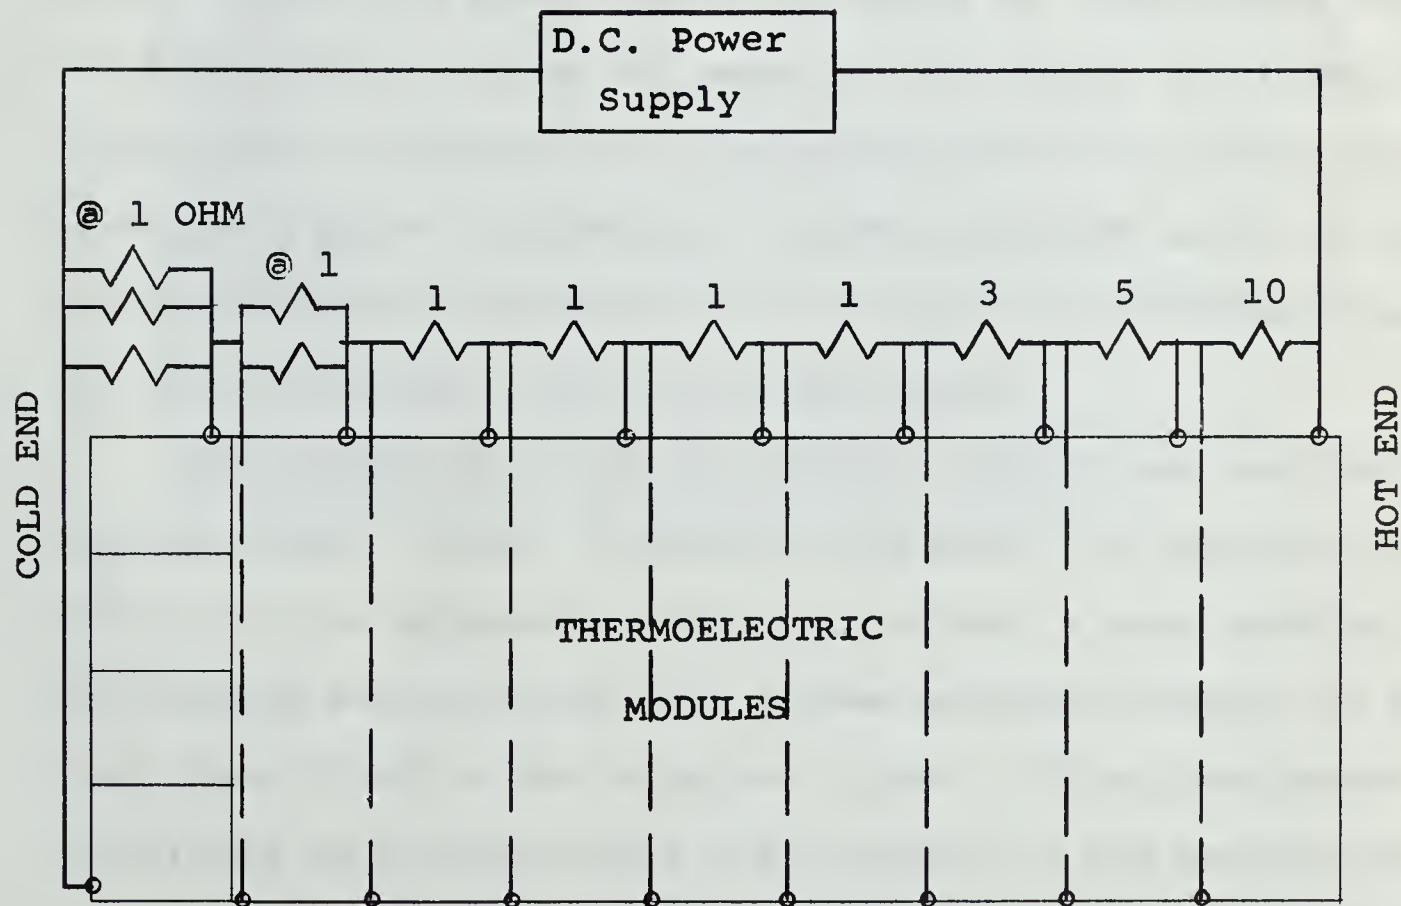 D.C. Power
Supply
@ 1 OHM
@ 1
1
1
1
1
3
5
10
COLD END
HOT END
THERMOELECTRIC
MODULES